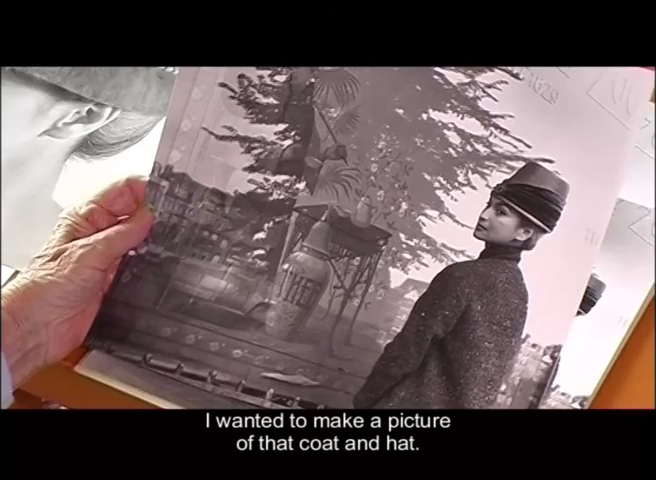 I wanted to make a picture
of that coat and hat.